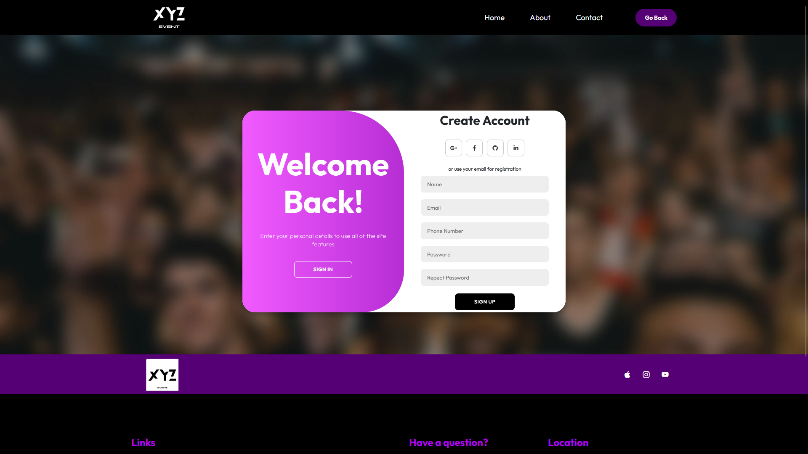 XYZ
EVENT
Home
About
Contact
Go Back
Welcome
Back!
Enter your personal details to use all of the site
features
SIGN IN
Create Account
G+
f
in
or use your email for registration
Name
Email
Phone Number
Password
Repeat Password
SIGN UP
XYZ
EVENT
Links
Have a question?
Location